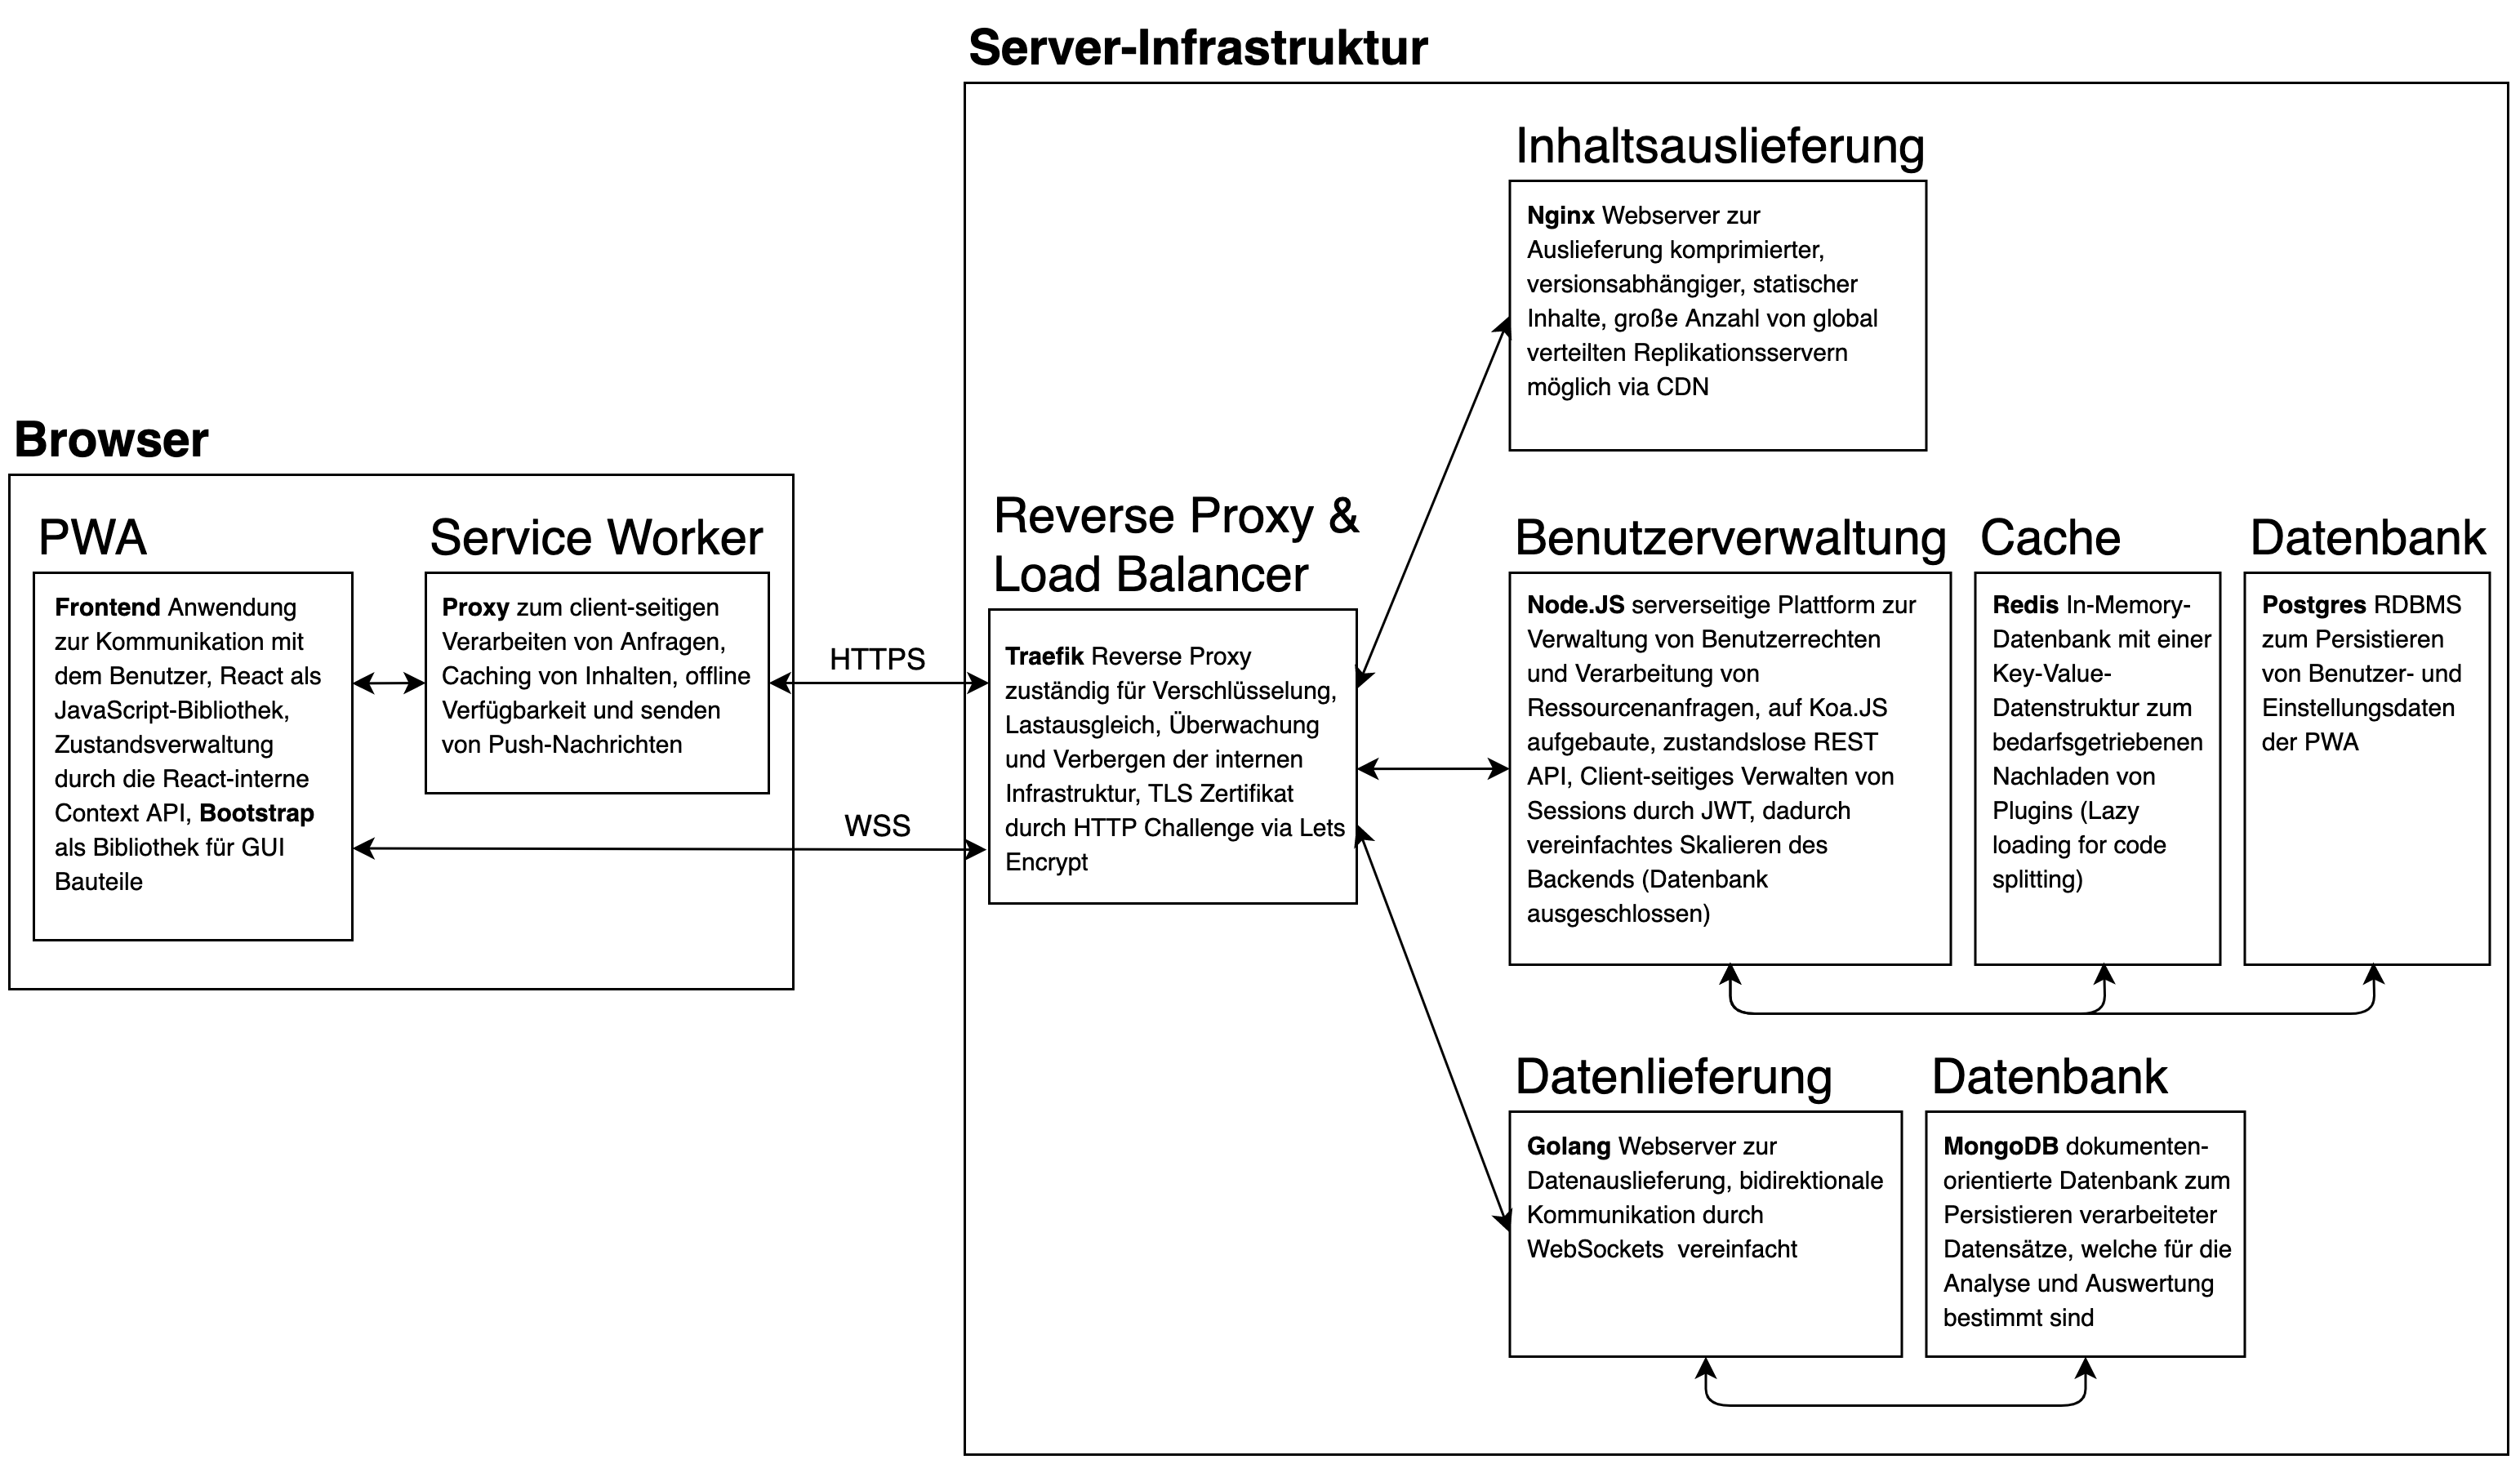 Server-Infrastruktur
Inhaltsauslieferung
Nginx Webserver zur
Auslieferung komprimierter,
versionsabhängiger, statischer
Inhalte, große Anzahl von global
verteilten Replikationsservern
möglich via CDN
Browser
PWA
Frontend Anwendung
zur Kommunikation mit
dem Benutzer, React als
JavaScript-Bibliothek,
Zustandsverwaltung
durch die React-interne
Context API, Bootstrap
als Bibliothek für GUI
Bauteile
Service Worker
Proxy zum client-seitigen
Verarbeiten von Anfragen,
Caching von Inhalten, offline
Verfügbarkeit und senden
von Push-Nachrichten
HTTPS
WSS
Reverse Proxy &
Load Balancer
Traefik Reverse Proxy
zuständig für Verschlüsselung,
Lastausgleich, Überwachung
und Verbergen der internen
Infrastruktur, TLS Zertifikat
durch HTTP Challenge via Lets
Encrypt
Benutzerverwaltung
Node.JS serverseitige Plattform zur
Verwaltung von Benutzerrechten
und Verarbeitung von
Ressourcenanfragen, auf Koa.JS
aufgebaute, zustandslose REST
API, Client-seitiges Verwalten von
Sessions durch JWT, dadurch
vereinfachtes Skalieren des
Backends (Datenbank
ausgeschlossen)
Cache
Redis In-Memory-
Datenbank mit einer
Key-Value-
Datenstruktur zum
bedarfsgetriebenen
Nachladen von
Plugins (Lazy
loading for code
splitting)
Datenbank
Postgres RDBMS
zum Persistieren
von Benutzer- und
Einstellungsdaten
der PWA
Datenlieferung
Golang Webserver zur
Datenauslieferung, bidirektionale
Kommunikation durch
WebSockets  vereinfacht
Datenbank
MongoDB dokumenten-
orientierte Datenbank zum
Persistieren verarbeiteter
Datensätze, welche für die
Analyse und Auswertung
bestimmt sind